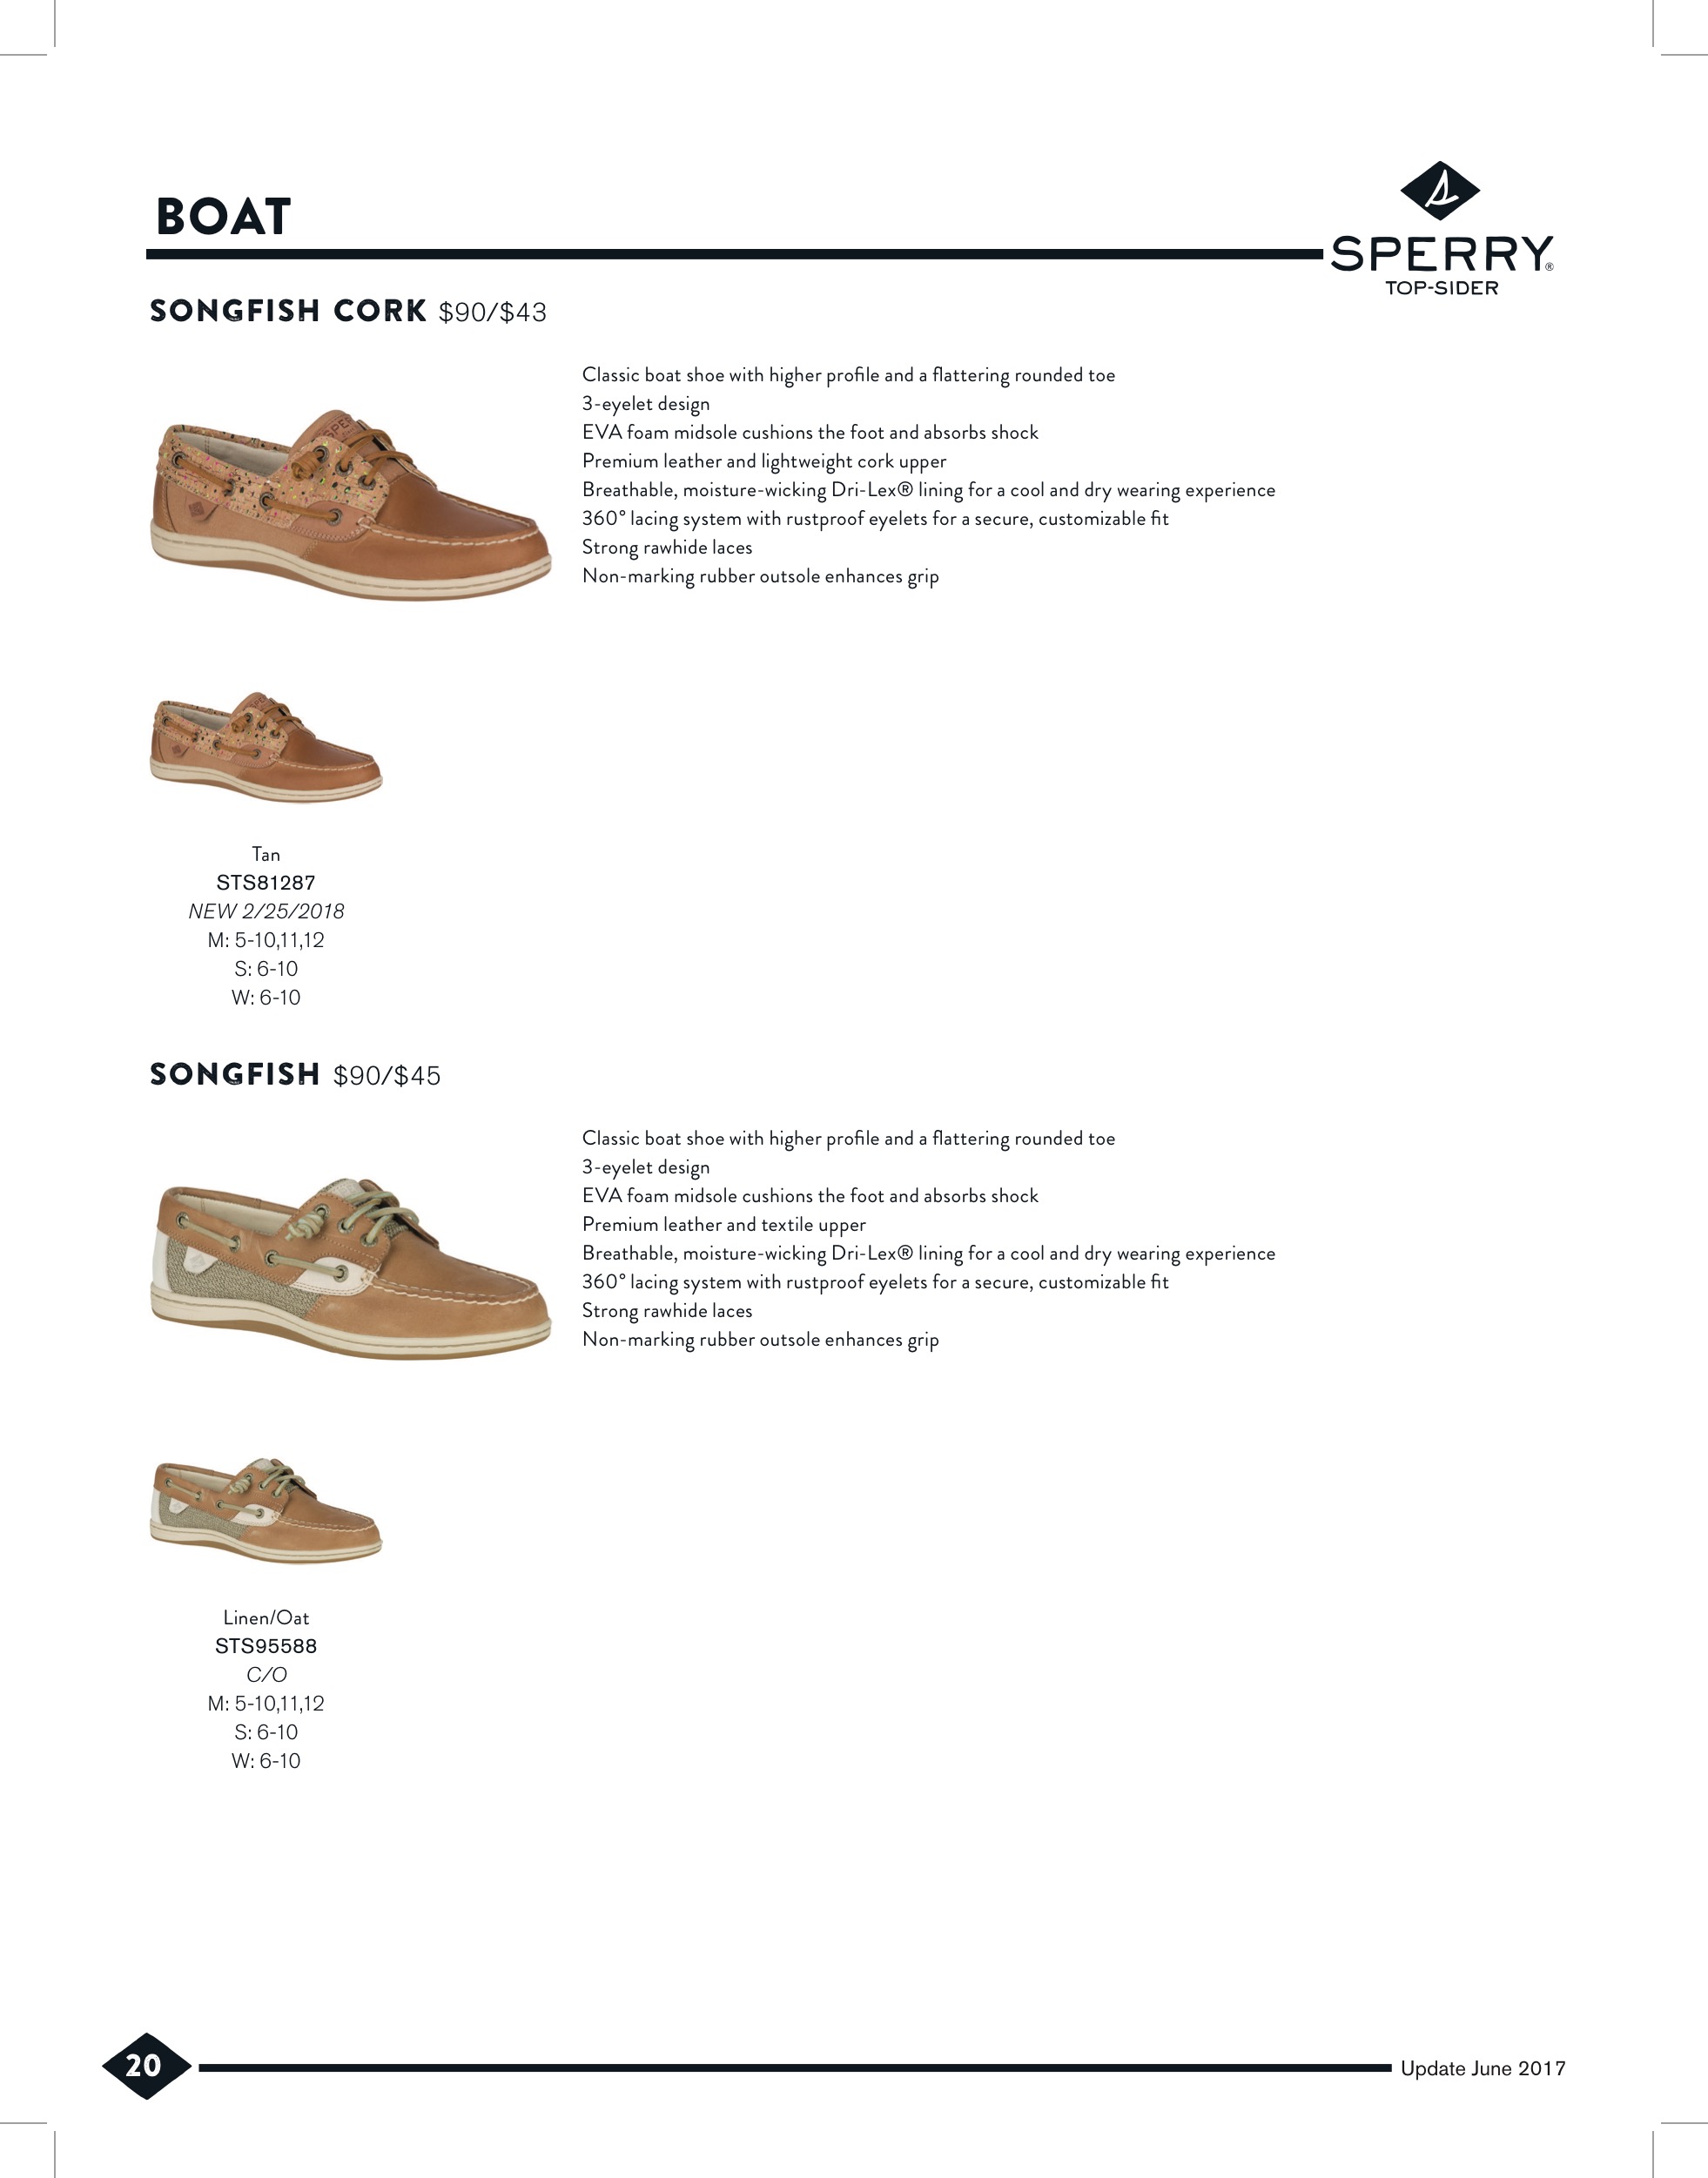 BOAT
SPERRY®
TOP-SIDER
SONGFISH CORK $90/$43
Classic boat shoe with higher profile and a flattering rounded toe
3-eyelet design
EVA foam midsole cushions the foot and absorbs shock
Premium leather and lightweight cork upper
Breathable, moisture-wicking Dri-Lex® lining for a cool and dry wearing experience
360° lacing system with rustproof eyelets for a secure, customizable fit
Strong rawhide laces
Non-marking rubber outsole enhances grip
Tan
STS81287
NEW 2/25/2018
M: 5-10,11,12
S: 6-10
W: 6-10
SONGFISH $90/$45
Classic boat shoe with higher profile and a flattering rounded toe
3-eyelet design
EVA foam midsole cushions the foot and absorbs shock
Premium leather and textile upper
Breathable, moisture-wicking Dri-Lex® lining for a cool and dry wearing experience
360° lacing system with rustproof eyelets for a secure, customizable fit
Strong rawhide laces
Non-marking rubber outsole enhances grip
Linen/Oat
STS95588
C/O
M: 5-10,11,12
S: 6-10
W: 6-10
20
Update June 2017